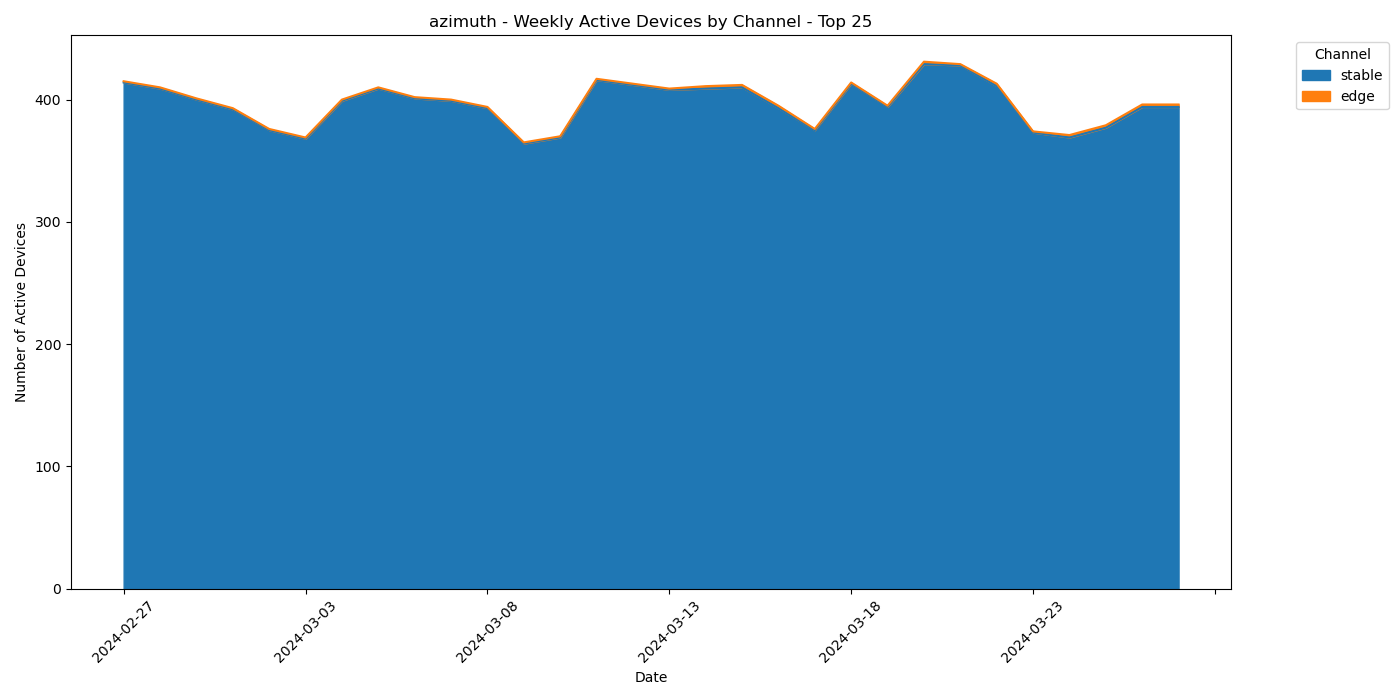 azimuth - Weekly Active Devices by Channel - Top 25
Channel
stable
edge
Number of Active Devices
400
300
200
100
0
2024-02-27
2024-03-03
2024-03-08
2024-03-13
2024-03-18
2024-03-23
Date